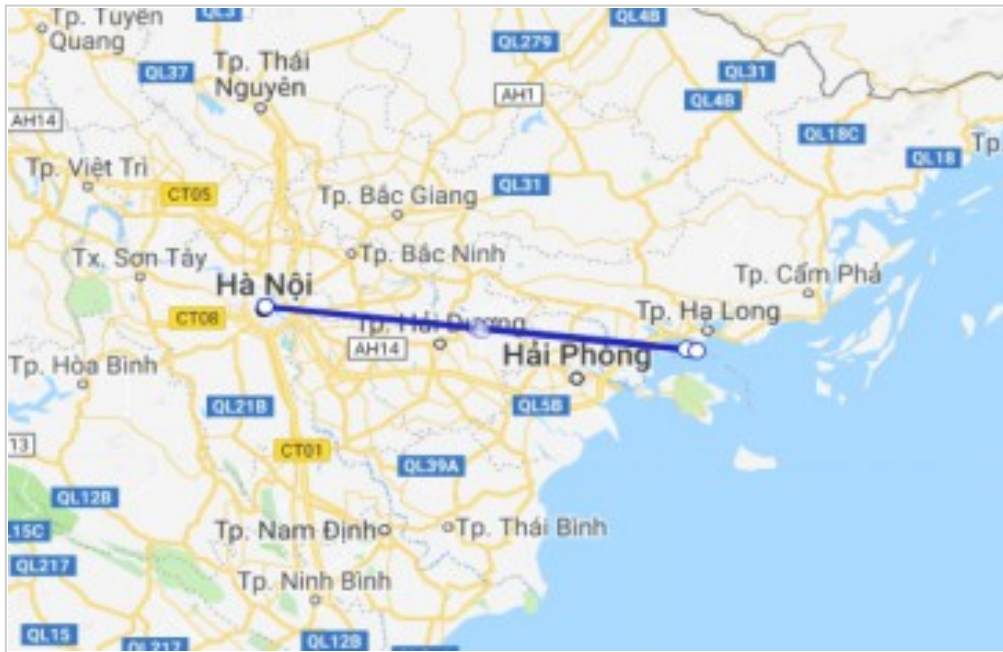 Tp. Tuyên
Quang
QL3
QL4B
QL279
QL37
Tp. Thái
Nguyên
QL31
AH1
QL4B
AH14
QL18C
Tp
QL18
Tp. Việt Trì
CT05
QL31
Tp. Bắc Giang
Tp. Bắc Ninh
Tx. Sơn Tây
Hà Nội
Tp. Cẩm Phả
CT08
Tp. Hải Dương
Tp. Hạ Long
AH14
Hải Phòng
Tp. Hòa Bình
QL21B
QL5B
13
CT01
QL39A
QL12B
L15C
Tp. Nam Định
Tp. Thái Bình
QL217
Tp. Ninh Bình
QL15
QL217
QL12B